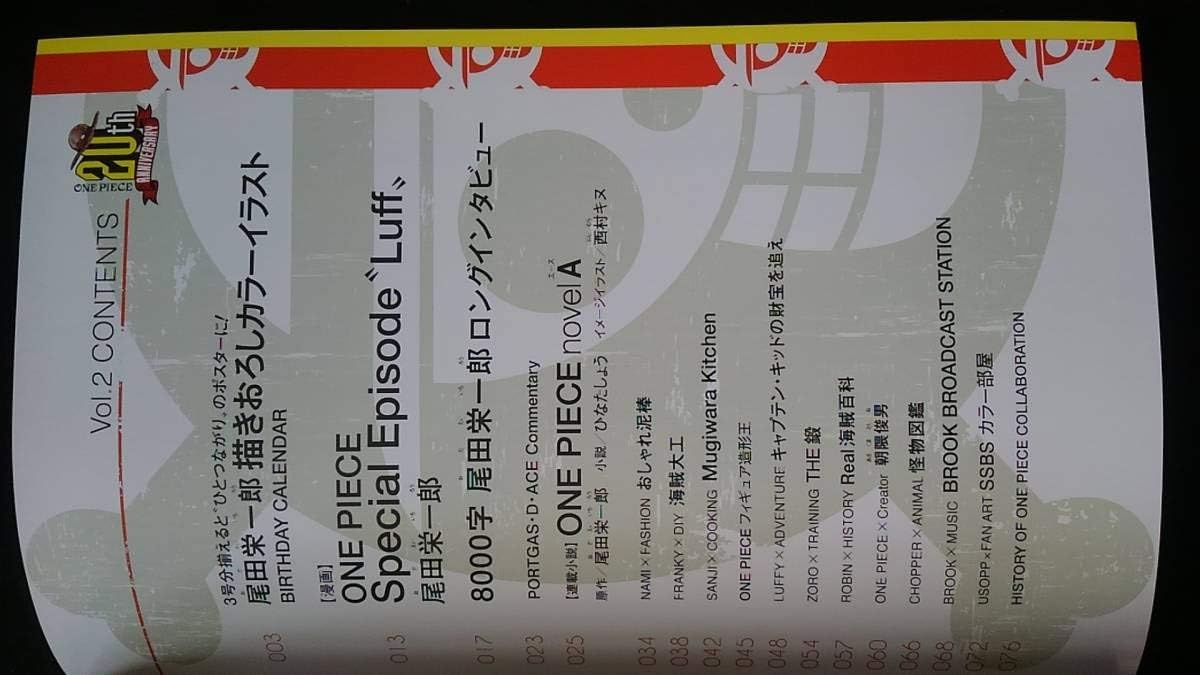 ONE PIECE
20th
ANNIVERSARY
Vol.2 CONTENTS
3号分揃えると“ひとつながり”のポスターに!
003 尾田栄一郎 描きおろしカラーイラスト
BIRTHDAY CALENDAR
[漫画]
ONE PIECE
013 Special Episode“Luff”
尾田栄一郎
017 8000字 尾田栄一郎 ロングインタビュー
023 PORTGAS・D・ACE Commentary
025 [連載小説] ONE PIECE novel A
原作/尾田栄一郎 小説/ひなたしょう イメージイラスト/西村キヌ
034 NAMI×FASHION おしゃれ泥棒
038 FRANKY×DIY 海賊大工
042 SANJI×COOKING Mugiwara Kitchen
045 ONE PIECE フィギュア造形王
048 LUFFY×ADVENTURE キャプテン・キッドの財宝を追え
054 ZORO×TRAINING THE 鍛
057 ROBIN×HISTORY Real海賊百科
060 ONE PIECE×Creator 朝隈俊男
066 CHOPPER×ANIMAL 怪物図鑑
068 BROOK×MUSIC BROOK BROADCAST STATION
072 USOPP×FAN ART SSBS カラー部屋
076 HISTORY OF ONE PIECE COLLABORATION